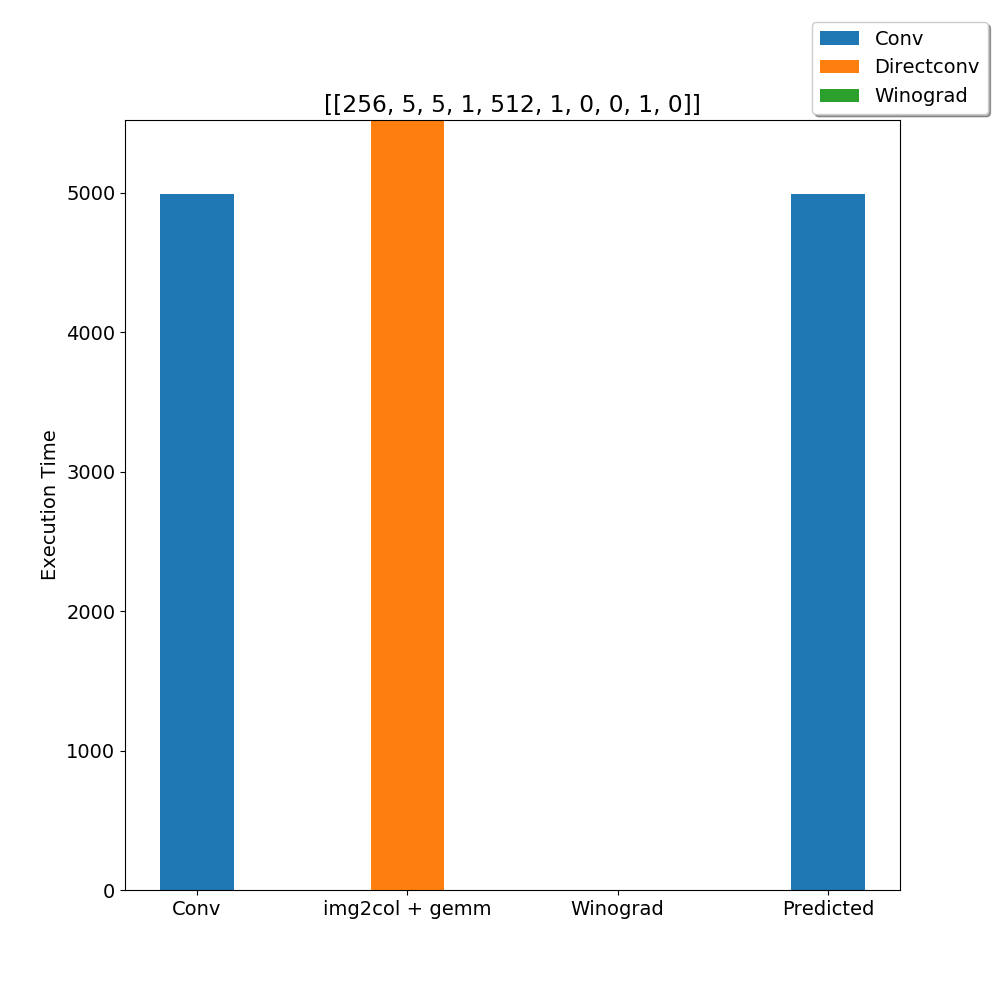 Conv
Directconv
Winograd
[[256, 5, 5, 1, 512, 1, 0, 0, 1, 0]]
5000
4000
3000
2000
1000
0
Execution Time
Conv
img2col + gemm
Winograd
Predicted